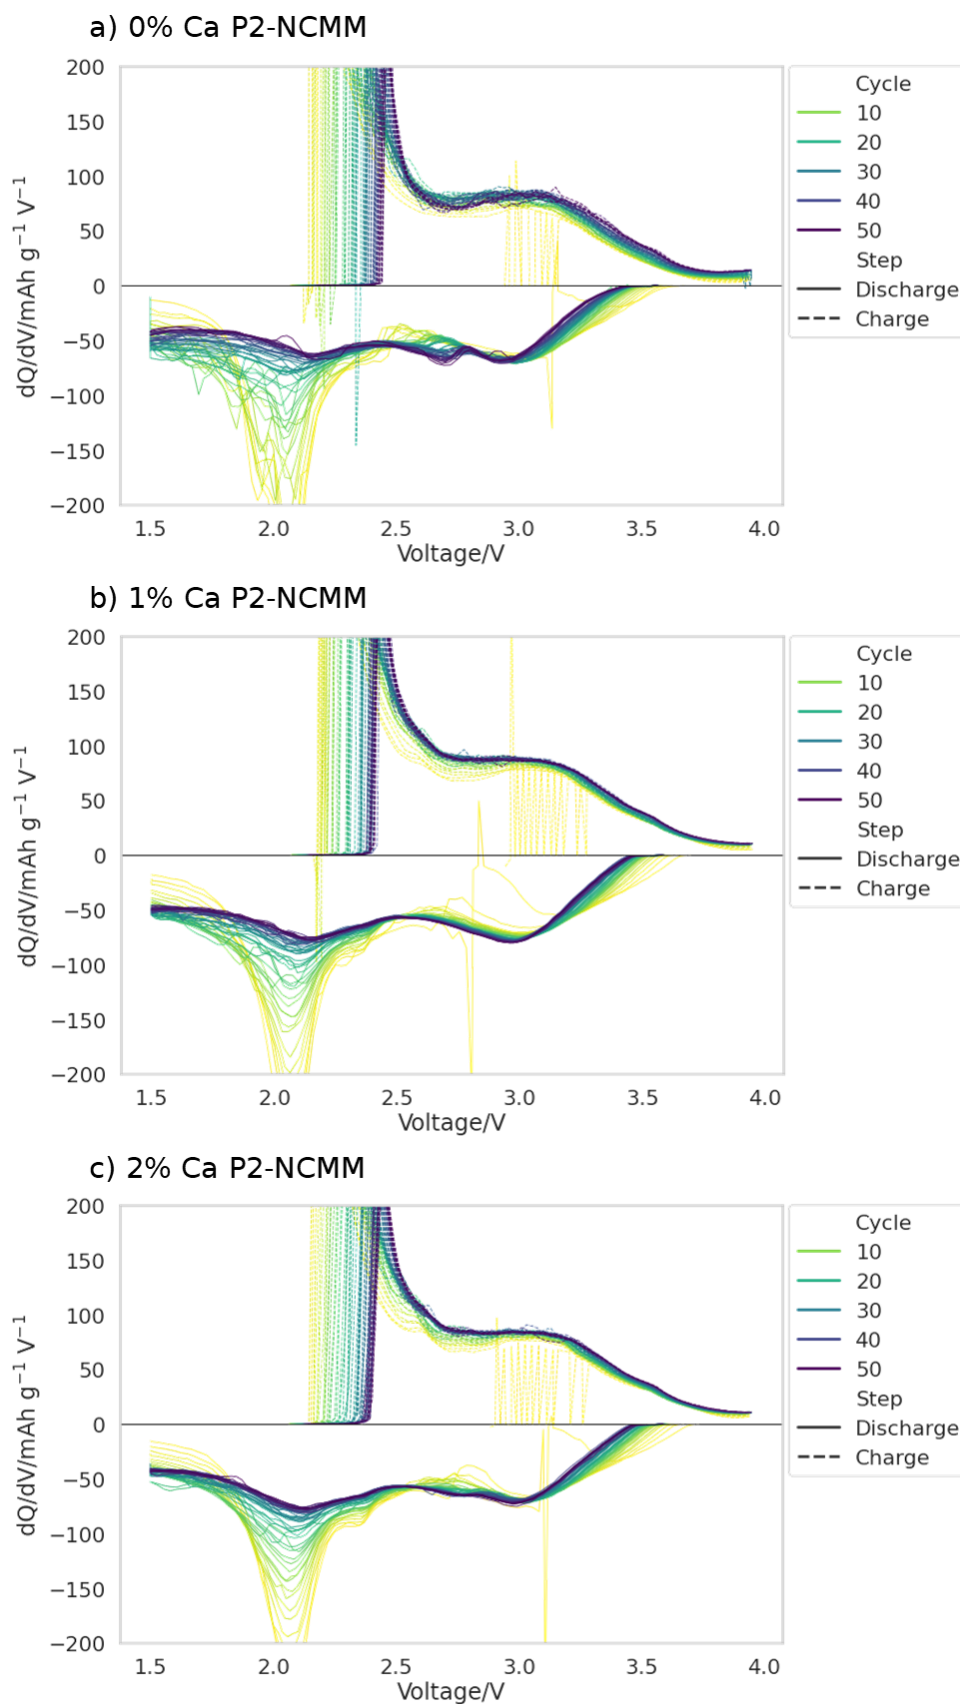 a) 0% Ca P2-NCMM
200
150
100
50
0
−50
−100
−150
−200
dQ/dV/mAh g⁻¹ V⁻¹
1.5 2.0 2.5 3.0 3.5 4.0
Voltage/V
Cycle
10
20
30
40
50
Step
Discharge
Charge
b) 1% Ca P2-NCMM
200
150
100
50
0
−50
−100
−150
−200
dQ/dV/mAh g⁻¹ V⁻¹
1.5 2.0 2.5 3.0 3.5 4.0
Voltage/V
Cycle
10
20
30
40
50
Step
Discharge
Charge
c) 2% Ca P2-NCMM
200
150
100
50
0
−50
−100
−150
−200
dQ/dV/mAh g⁻¹ V⁻¹
1.5 2.0 2.5 3.0 3.5 4.0
Voltage/V
Cycle
10
20
30
40
50
Step
Discharge
Charge